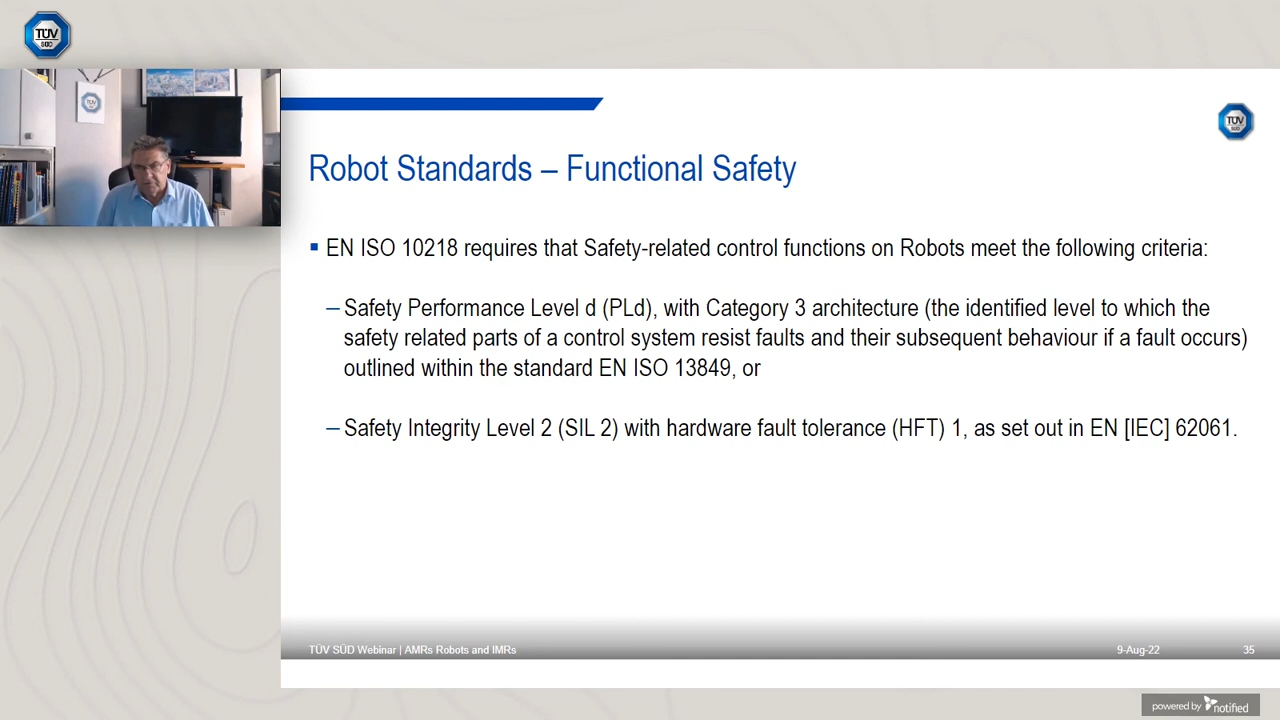 TÜV
SÜD
TÜV
SÜD
Robot Standards – Functional Safety
▪ EN ISO 10218 requires that Safety-related control functions on Robots meet the following criteria:
– Safety Performance Level d (PLd), with Category 3 architecture (the identified level to which the
safety related parts of a control system resist faults and their subsequent behaviour if a fault occurs)
outlined within the standard EN ISO 13849, or
– Safety Integrity Level 2 (SIL 2) with hardware fault tolerance (HFT) 1, as set out in EN [IEC] 62061.
TÜV SÜD Webinar | AMRs Robots and IMRs 9-Aug-22 35
powered by notified